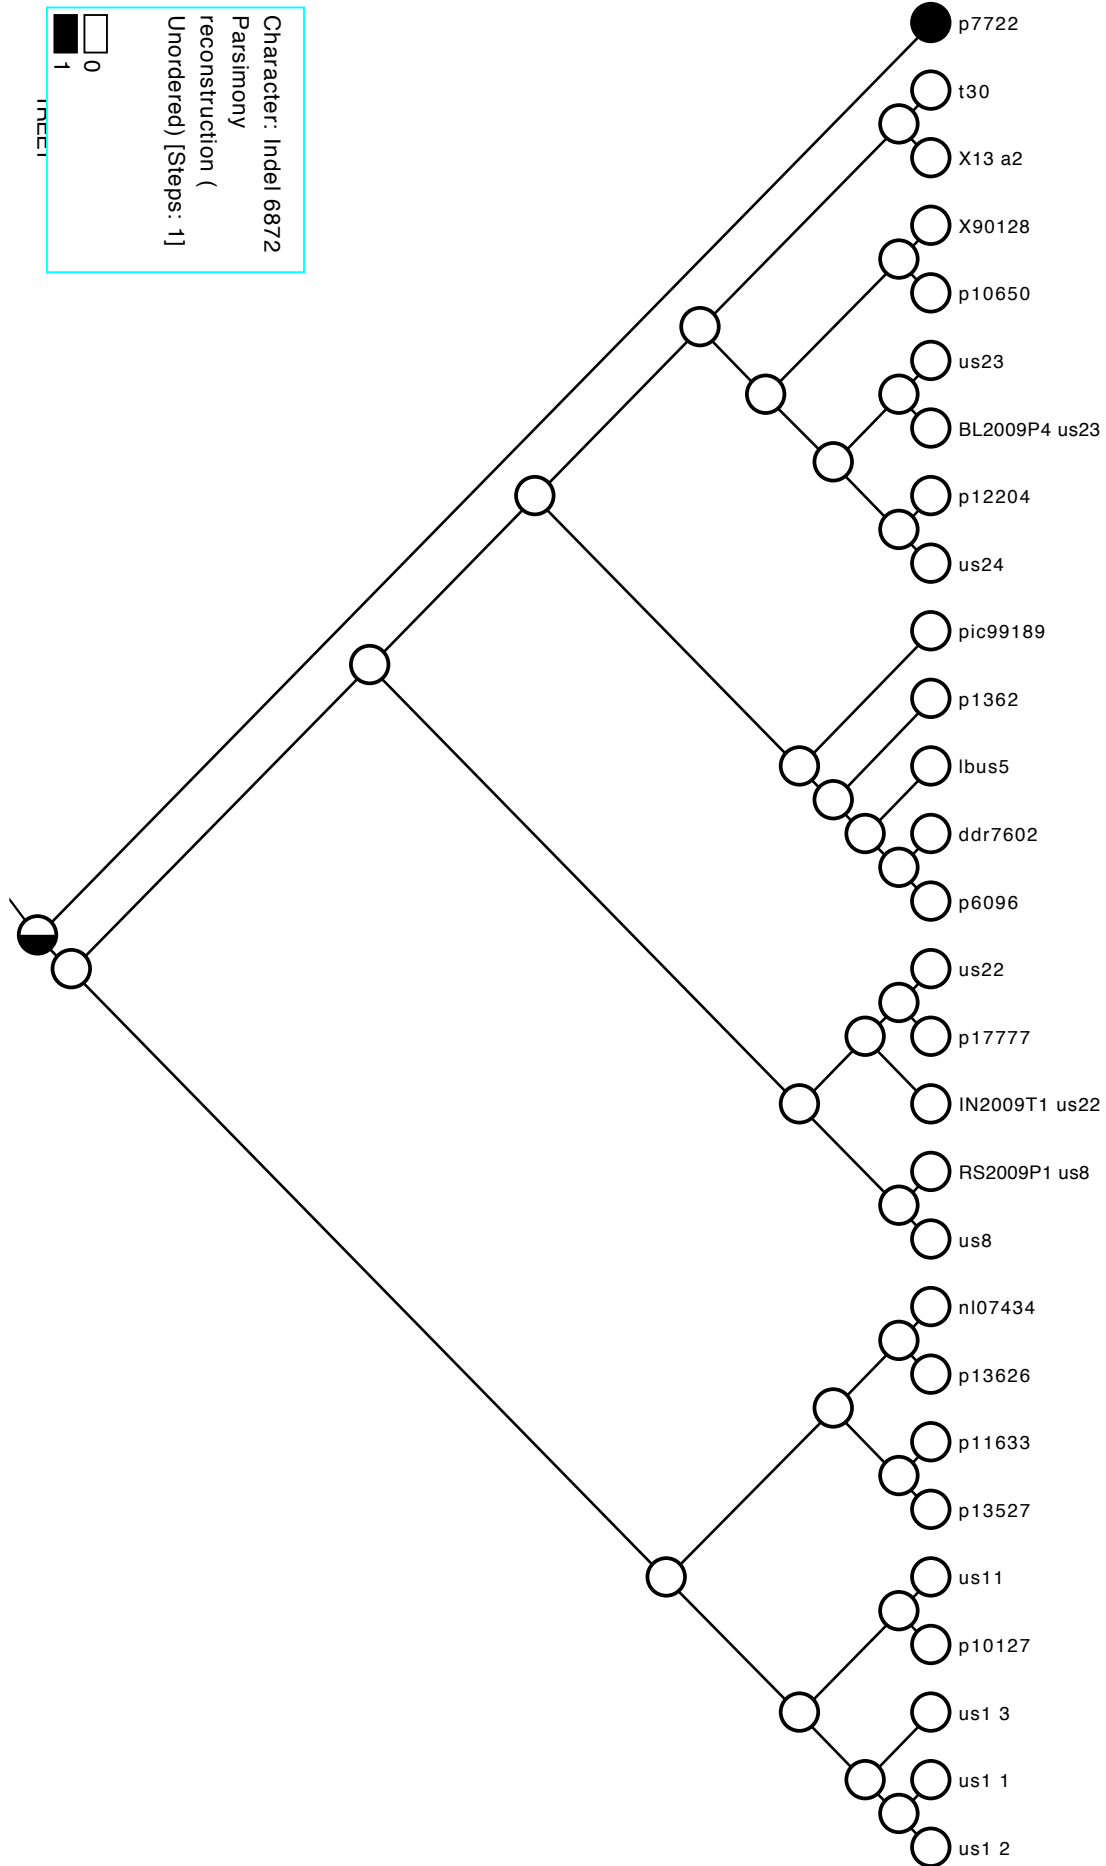 Character: Indel 6872
Parsimony
reconstruction (
Unordered) [Steps: 1]
0
1
p7722
t30
X13 a2
X90128
p10650
us23
BL2009P4 us23
p12204
us24
pic99189
p1362
lbus5
ddr7602
p6096
us22
p17777
IN2009T1 us22
RS2009P1 us8
us8
nl07434
p13626
p11633
p13527
us11
p10127
us1 3
us1 1
us1 2